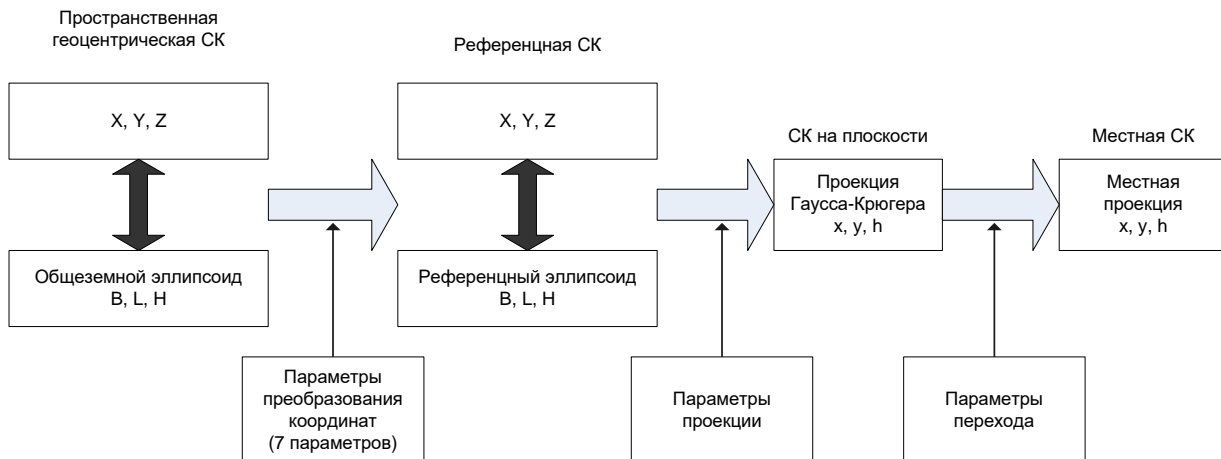 Пространственная
геоцентрическая СК
X, Y, Z
Общеземной эллипсоид
B, L, H
Референцная СК
X, Y, Z
Референцный эллипсоид
B, L, H
СК на плоскости
Проекция
Гаусса-Крюгера
x, y, h
Местная СК
Местная
проекция
x, y, h
Параметры
преобразования
координат
(7 параметров)
Параметры
проекции
Параметры
перехода